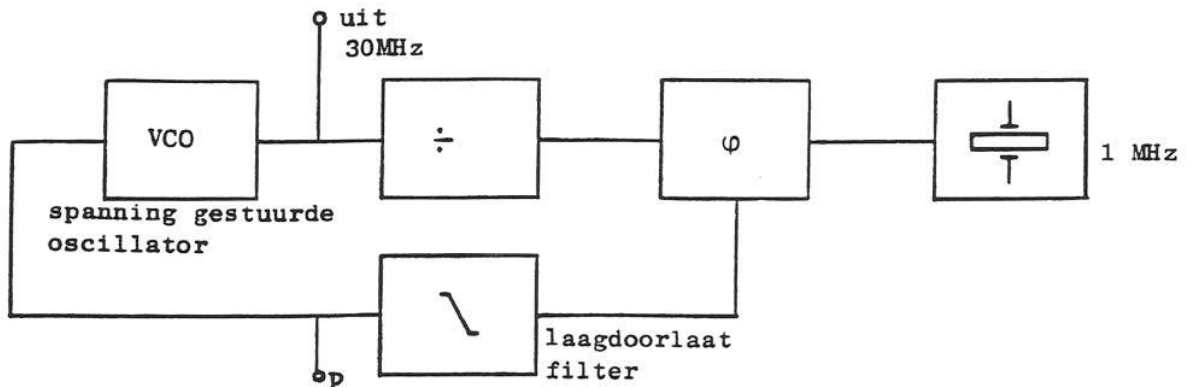 uit
30MHz
VCO
÷
φ
1 MHz
spanning gestuurde
oscillator
laagdoorlaat
filter
P